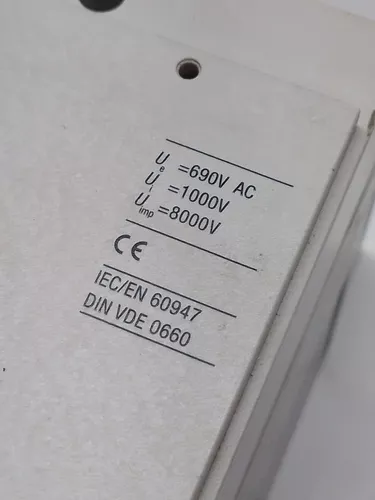 Ue =690V AC
Ui =1000V
Uimp =8000V
CE
IEC/EN 60947
DIN VDE 0660